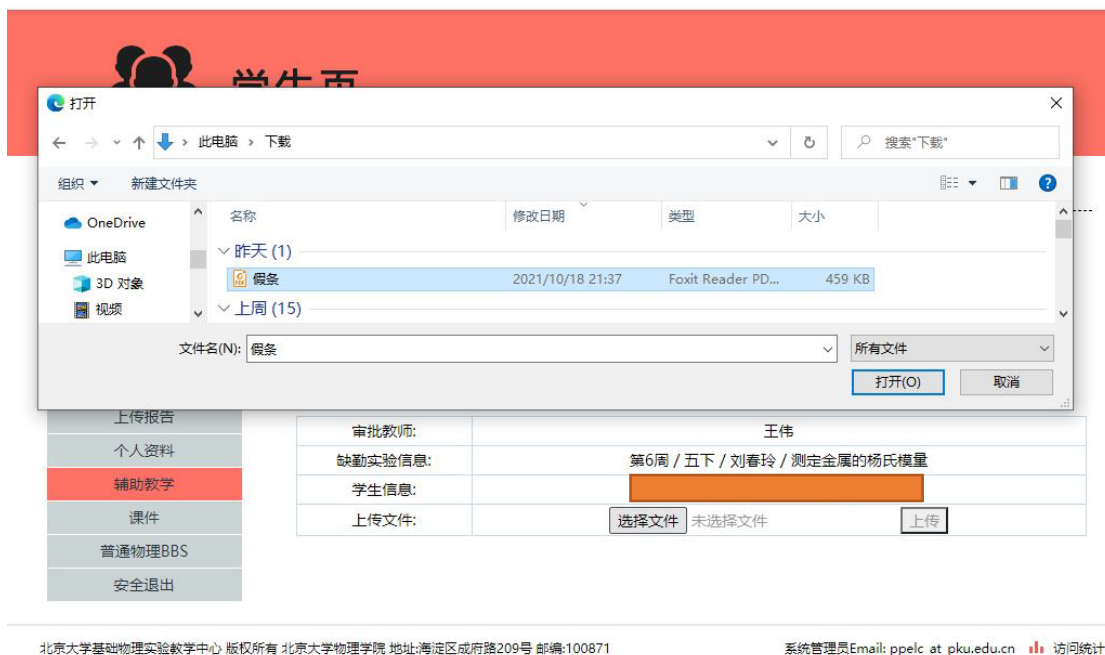 学生页
打开
此电脑 › 下载
搜索"下载"
组织 新建文件夹
OneDrive
此电脑
3D 对象
视频
名称 修改日期 类型 大小
昨天 (1)
假条 2021/10/18 21:37 Foxit Reader PD... 459 KB
上周 (15)
文件名(N): 假条 所有文件
打开(O) 取消
上传报告
个人资料
辅助教学
课件
普通物理BBS
安全退出
审批教师: 王伟
缺勤实验信息: 第6周 / 五下 / 刘春玲 / 测定金属的杨氏模量
学生信息:
上传文件: 选择文件 未选择文件 上传
北京大学基础物理实验教学中心 版权所有 北京大学物理学院 地址:海淀区成府路209号 邮编:100871 系统管理员Email: ppelc at pku.edu.cn 访问统计